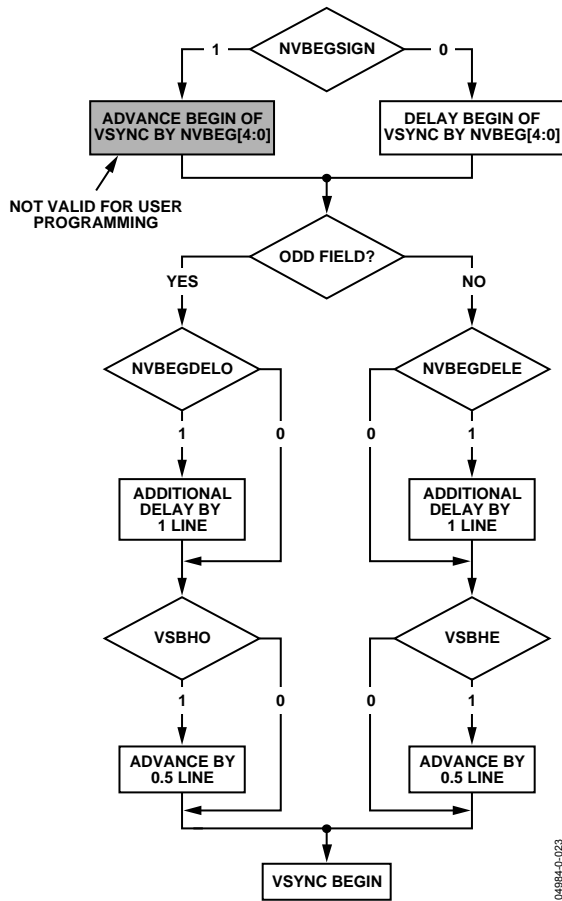 NVBEGSIGN
1
0
ADVANCE BEGIN OF
VSYNC BY NVBEG[4:0]
DELAY BEGIN OF
VSYNC BY NVBEG[4:0]
NOT VALID FOR USER
PROGRAMMING
ODD FIELD?
YES
NO
NVBEGDELO
NVBEGDELE
1
0
0
1
ADDITIONAL
DELAY BY
1 LINE
ADDITIONAL
DELAY BY
1 LINE
VSBHO
VSBHE
1
0
0
1
ADVANCE BY
0.5 LINE
ADVANCE BY
0.5 LINE
VSYNC BEGIN
04984-0-023